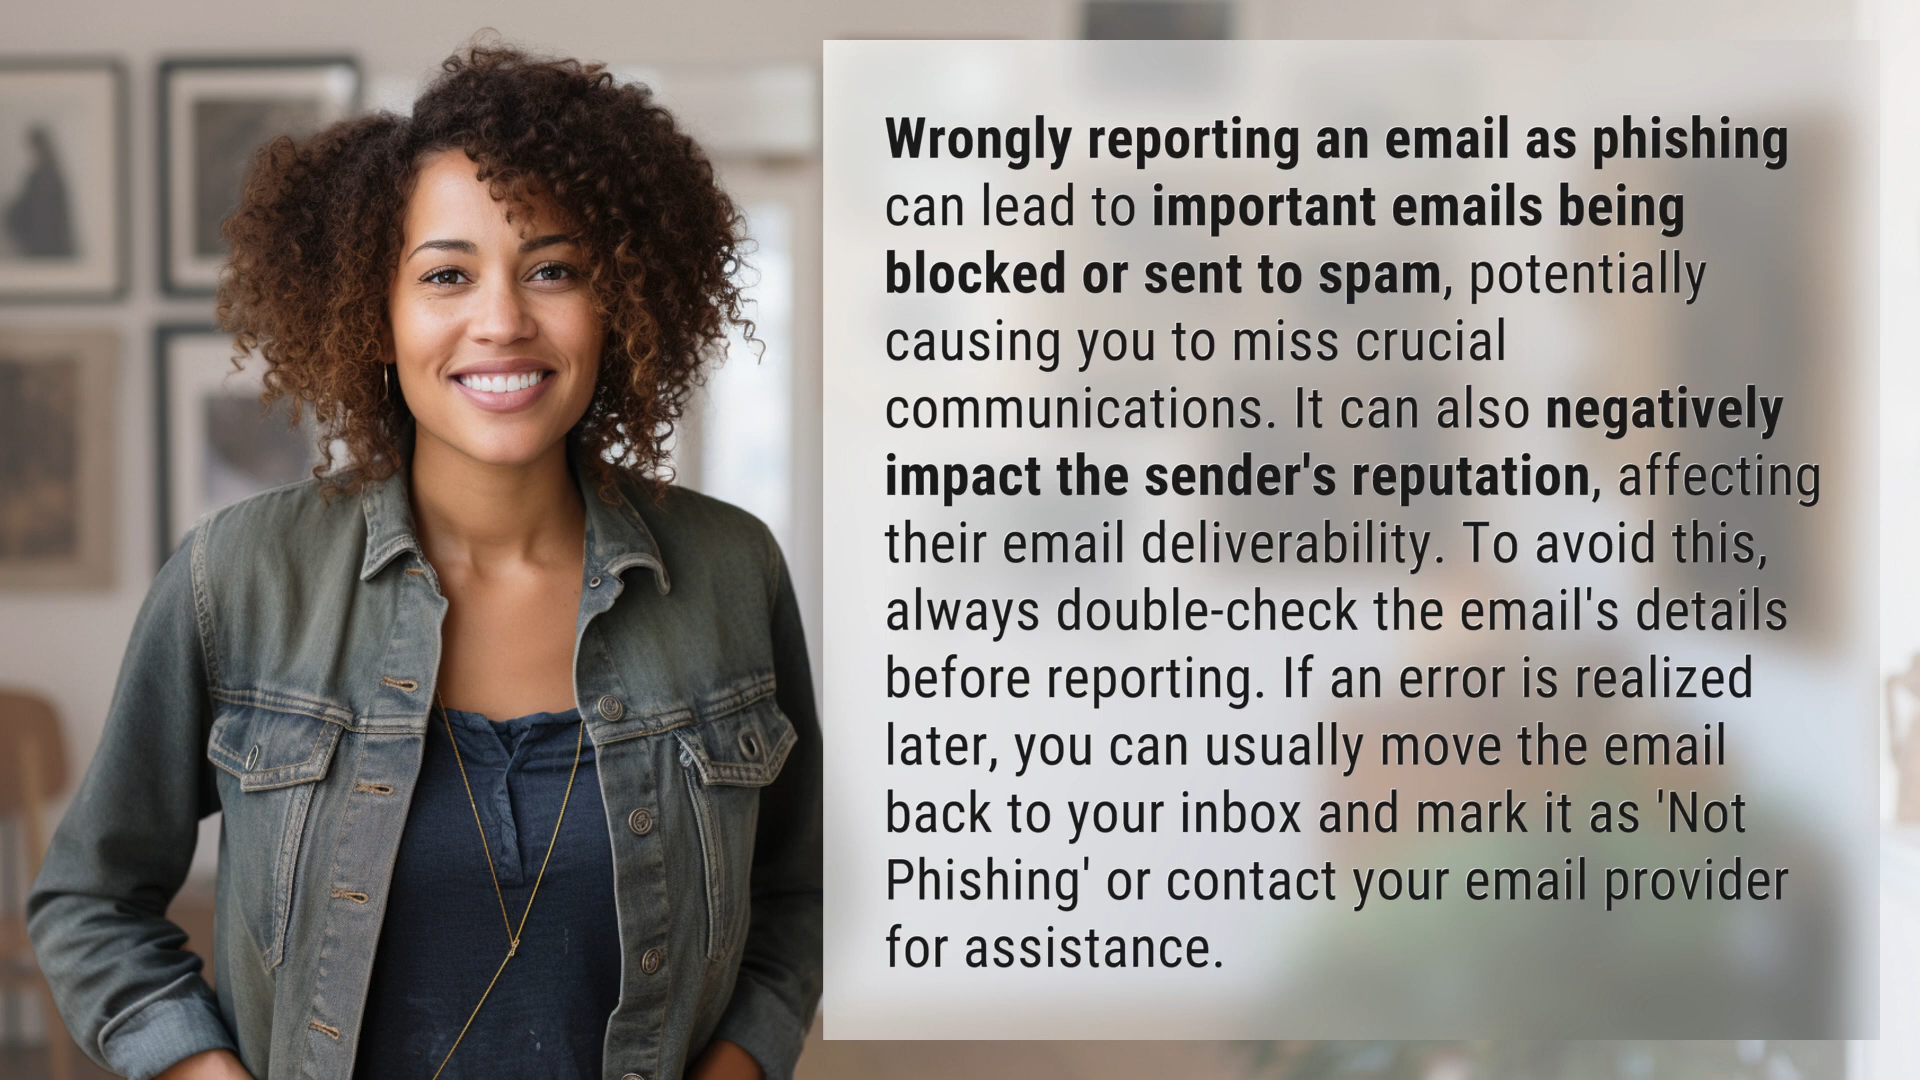 Wrongly reporting an email as phishing
can lead to important emails being
blocked or sent to spam, potentially
causing you to miss crucial
communications. It can also negatively
impact the sender's reputation, affecting
their email deliverability. To avoid this,
always double-check the email's details
before reporting. If an error is realized
later, you can usually move the email
back to your inbox and mark it as 'Not
Phishing' or contact your email provider
for assistance.